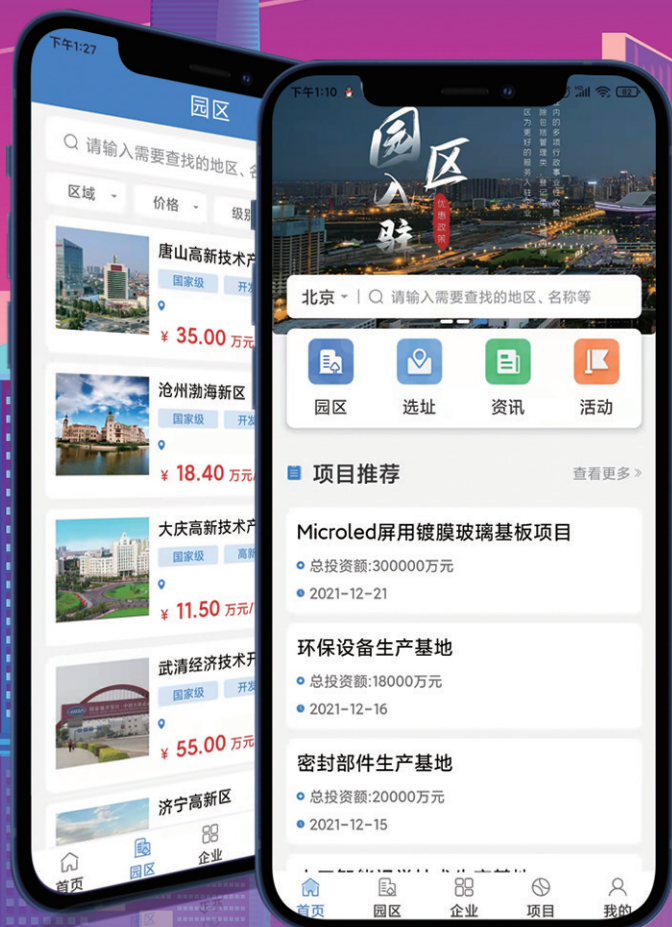 下午1:27
园区
请输入需要查找的地区、
区域
价格
级别
唐山高新技术产
国家级
开发
¥ 35.00 万元
沧州渤海新区
国家级
开发
¥ 18.40 万元/
大庆高新技术产
国家级
高新
¥ 11.50 万元/
武清经济技术开
国家级
开发
¥ 55.00 万元
济宁高新区
首页
园区
企业
下午1:10
82
园区
入驻
优惠政策
北京
请输入需要查找的地区、名称等
园区
选址
资讯
活动
项目推荐
查看更多
Microled屏用镀膜玻璃基板项目
总投资额:300000万元
2021-12-21
环保设备生产基地
总投资额:18000万元
2021-12-16
密封部件生产基地
总投资额:20000万元
2021-12-15
首页
园区
企业
项目
我的